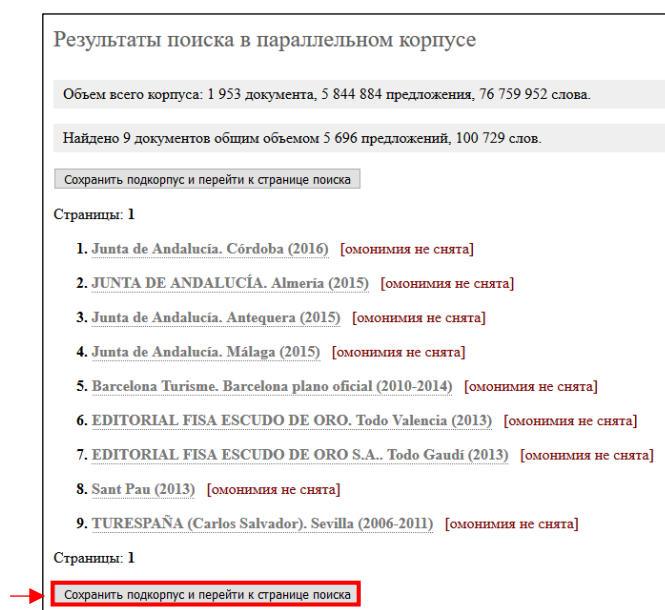 Результаты поиска в параллельном корпусе
Объем всего корпуса: 1 953 документа, 5 844 884 предложения, 76 759 952 слова.
Найдено 9 документов общим объемом 5 696 предложений, 100 729 слов.
Сохранить подкорпус и перейти к странице поиска
Страницы: 1
1. Junta de Andalucía. Córdoba (2016) [омонимия не снята]
2. JUNTA DE ANDALUCÍA. Almería (2015) [омонимия не снята]
3. Junta de Andalucía. Antequera (2015) [омонимия не снята]
4. Junta de Andalucía. Málaga (2015) [омонимия не снята]
5. Barcelona Turisme. Barcelona plano oficial (2010-2014) [омонимия не снята]
6. EDITORIAL FISA ESCUDO DE ORO. Todo Valencia (2013) [омонимия не снята]
7. EDITORIAL FISA ESCUDO DE ORO S.A.. Todo Gaudí (2013) [омонимия не снята]
8. Sant Pau (2013) [омонимия не снята]
9. TURESPAÑA (Carlos Salvador). Sevilla (2006-2011) [омонимия не снята]
Страницы: 1
Сохранить подкорпус и перейти к странице поиска